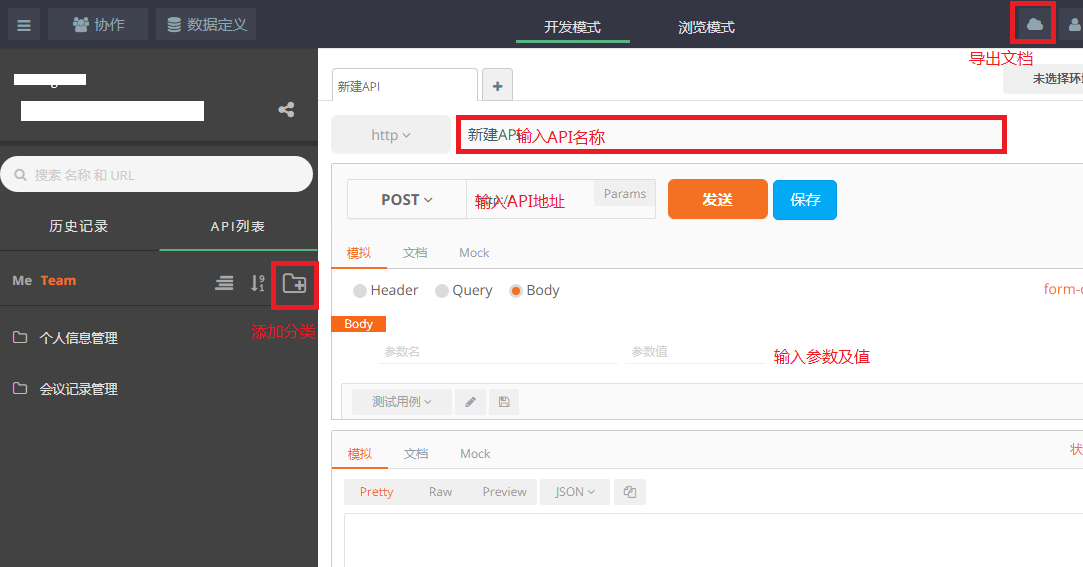 协作 数据定义 开发模式 浏览模式
导出文档
未选择环
新建API
http 新建AP 输入API名称
搜索 名称 和 URL
POST 输入API地址 Params 发送 保存
历史记录 API列表
模拟 文档 Mock
Me Team
Header Query Body form-
添加分类
Body
个人信息管理
参数名 参数值 输入参数及值
会议记录管理
测试用例
模拟 文档 Mock 状
Pretty Raw Preview JSON